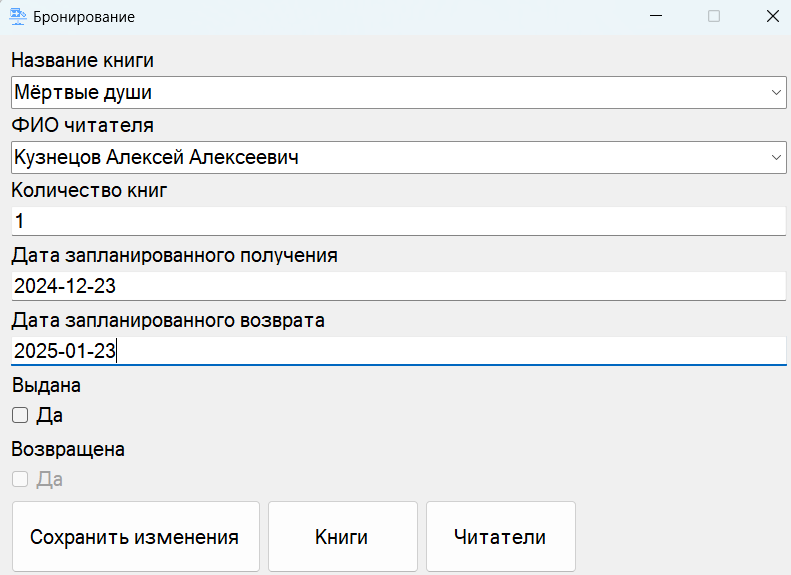 Бронирование
Название книги
Мёртвые души
ФИО читателя
Кузнецов Алексей Алексеевич
Количество книг
1
Дата запланированного получения
2024-12-23
Дата запланированного возврата
2025-01-23
Выдана
Да
Возвращена
Да
Сохранить изменения Книги Читатели